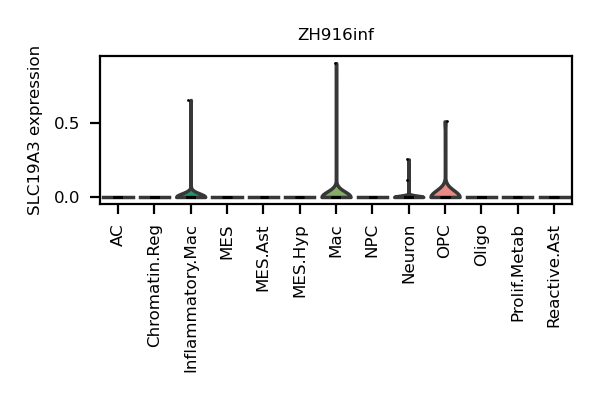 ZH916inf
SLC19A3 expression
0.5
0.0
AC
Chromatin.Reg
Inflammatory.Mac
MES
MES.Ast
MES.Hyp
Mac
NPC
Neuron
OPC
Oligo
Prolif.Metab
Reactive.Ast